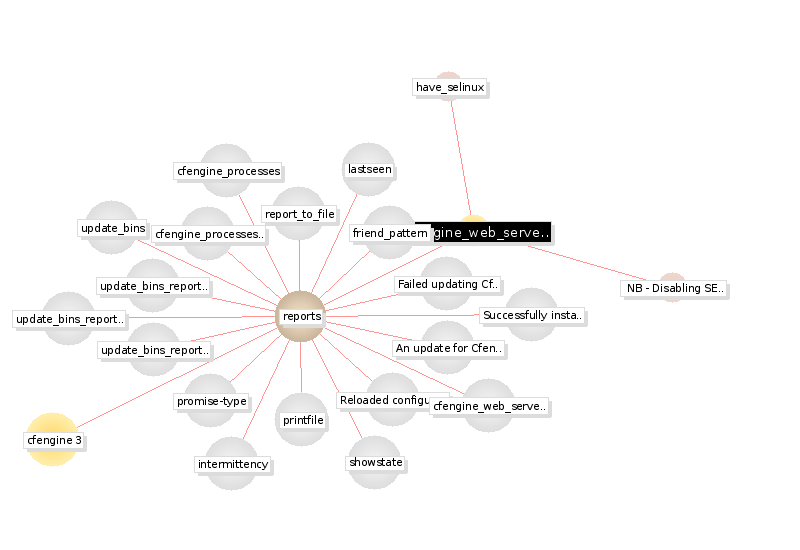 have_selinux
cfengine_processes
lastseen
report_to_file
update_bins
cfengine_processes..
friend_pattern
gine_web_serve..
update_bins_report..
Failed updating Cf..
NB - Disabling SE..
update_bins_report..
reports
Successfully insta..
update_bins_report..
An update for Cfen..
promise-type
Reloaded configu
cfengine_web_serve..
printfile
cfengine 3
intermittency
showstate